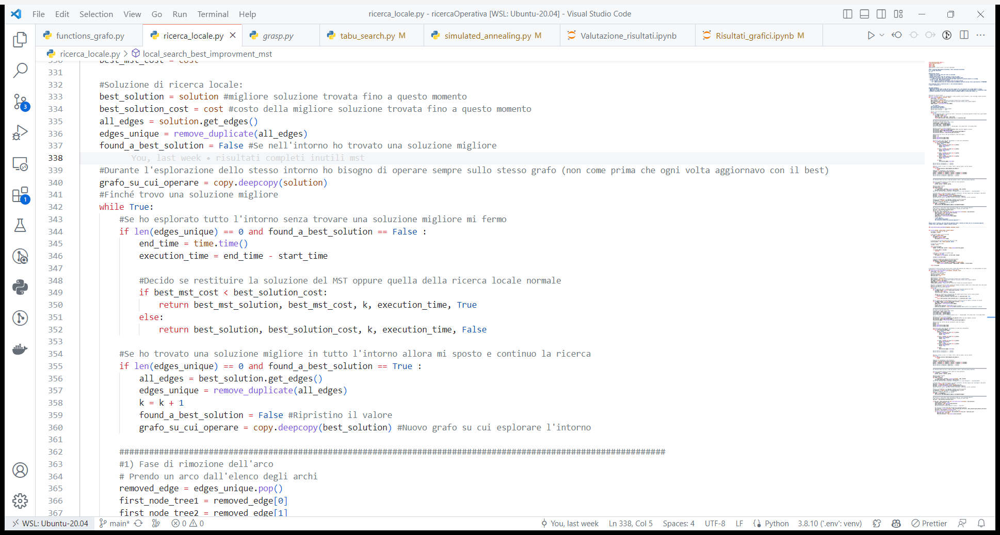 File Edit Selection View Go Run Terminal Help
ricerca_locale.py - ricercaOperativa [WSL: Ubuntu-20.04] - Visual Studio Code
functions_grafo.py ricerca_locale.py grasp.py tabu_search.py M simulated_annealing.py M Valutazione_risultati.ipynb Risultati_grafici.ipynb M
ricerca_locale.py > local_search_best_improvment_mst
330 best_mst_cost = cost
331
332 #Soluzione di ricerca locale:
333 best_solution = solution #migliore soluzione trovata fino a questo momento
334 best_solution_cost = cost #costo della migliore soluzione trovata fino a questo momento
335 all_edges = solution.get_edges()
336 edges_unique = remove_duplicate(all_edges)
337 found_a_best_solution = False #Se nell'intorno ho trovato una soluzione migliore
338 You, last week • risultati completi inutili mst
339 #Durante l'esplorazione dello stesso intorno ho bisogno di operare sempre sullo stesso grafo (non come prima che ogni volta aggiornavo con il best)
340 grafo_su_cui_operare = copy.deepcopy(solution)
341 #Finché trovo una soluzione migliore
342 while True:
343 #Se ho esplorato tutto l'intorno senza trovare una soluzione migliore mi fermo
344 if len(edges_unique) == 0 and found_a_best_solution == False :
345 end_time = time.time()
346 execution_time = end_time - start_time
347
348 #Decido se restituire la soluzione del MST oppure quella della ricerca locale normale
349 if best_mst_cost < best_solution_cost:
350 return best_mst_solution, best_mst_cost, k, execution_time, True
351 else:
352 return best_solution, best_solution_cost, k, execution_time, False
353
354 #Se ho trovato una soluzione migliore in tutto l'intorno allora mi sposto e continuo la ricerca
355 if len(edges_unique) == 0 and found_a_best_solution == True :
356 all_edges = best_solution.get_edges()
357 edges_unique = remove_duplicate(all_edges)
358 k = k + 1
359 found_a_best_solution = False #Ripristino il valore
360 grafo_su_cui_operare = copy.deepcopy(best_solution) #Nuovo grafo su cui esplorare l'intorno
361
362 ##############################################################################################################
363 #1) Fase di rimozione dell'arco
364 # Prendo un arco dall'elenco degli archi
365 removed_edge = edges_unique.pop()
366 first_node_tree1 = removed_edge[0]
367 first_node_tree2 = removed_edge[1]
3
1
WSL: Ubuntu-20.04 main* 0 0 You, last week Ln 338, Col 5 Spaces: 4 UTF-8 LF Python 3.8.10 ('.env': venv) Prettier